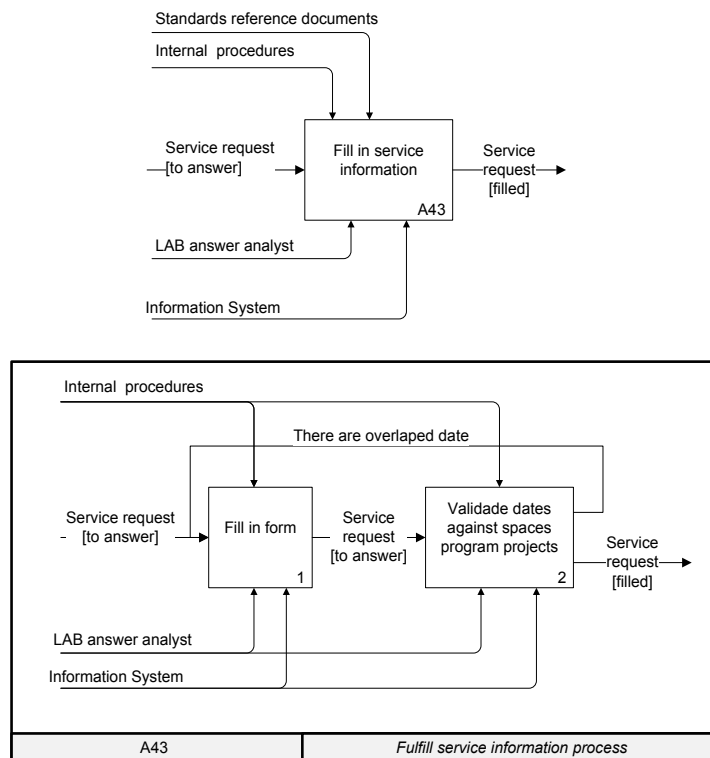 Standards reference documents
Internal procedures
Service request
[to answer]
Fill in service
information
A43
Service
request
[filled]
LAB answer analyst
Information System
Internal procedures
There are overlaped date
Service request
[to answer]
Fill in form
1
Service
request
[to answer]
Validade dates
against spaces
program projects
2
Service
request
[filled]
LAB answer analyst
Information System
A43
Fulfill service information process